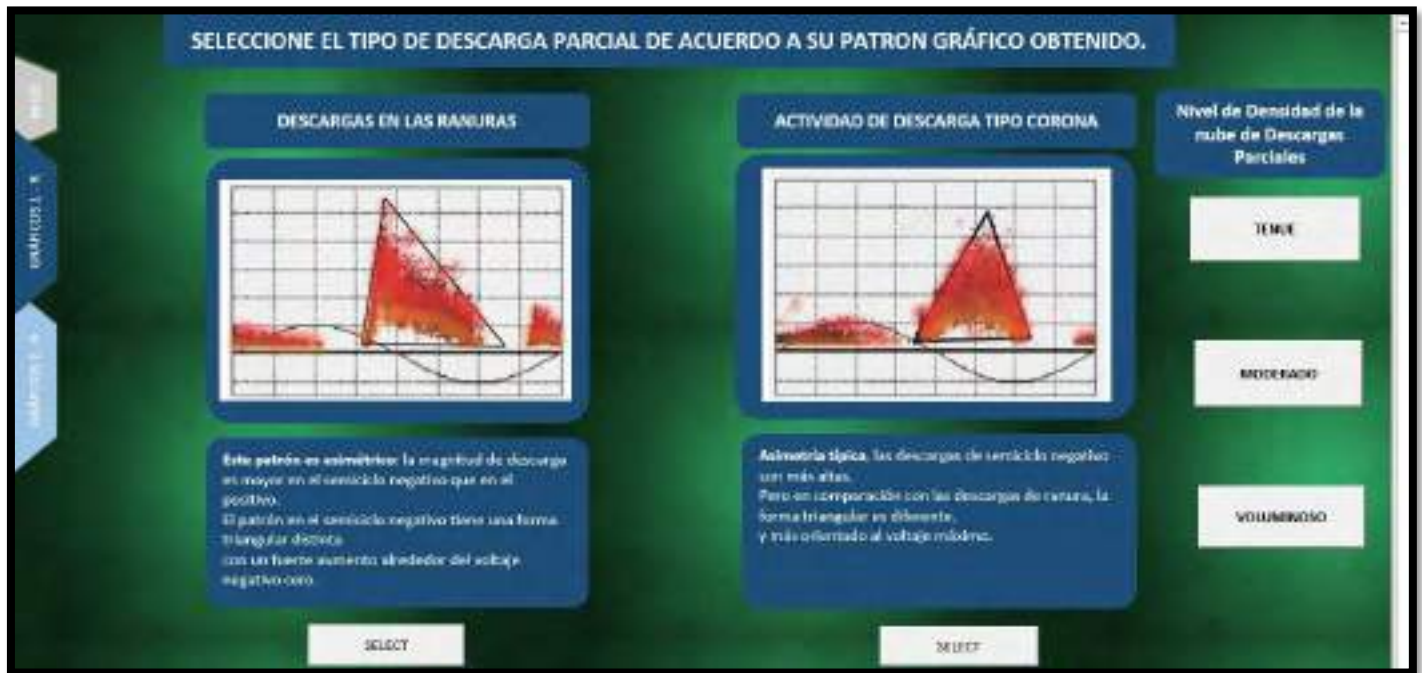 SELECCIONE EL TIPO DE DESCARGA PARCIAL DE ACUERDO A SU PATRON GRÁFICO OBTENIDO.
DESCARGAS EN LAS RANURAS
ACTIVIDAD DE DESCARGA TIPO CORONA
Nivel de Densidad de la
nube de Descargas
Parciales
TENUE
MODERADO
VOLUMINOSO
Este patrón es asimétrico: la magnitud de descarga
es mayor en el semiciclo negativo que en el
positivo.
El patrón en el semiciclo negativo tiene una forma
triangular distinta
con un fuerte aumento alrededor del voltaje
negativo cero.
Asimetría típica, las descargas de semiciclo negativo
son más altas.
Pero en comparación con las descargas de ranura, la
forma triangular es diferente,
y más orientado al voltaje máximo.
SELECT
SELECT
GRÁFICOS
GRÁFICOS